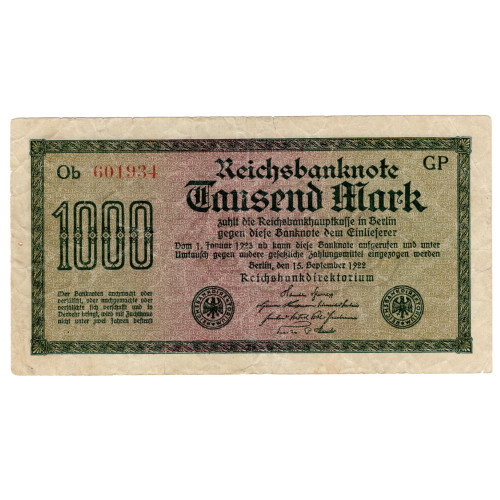 Ob 601934
Reichsbanknote
GP
Tausend Mark
1000
zahlt die Reichsbankhauptkasse in Berlin
gegen diese Banknote dem Einlieferer
Vom 1. Januar 1923 ab kann diese Banknote aufgerufen und unter
Umtausch gegen andere gesetzliche Zahlungsmittel eingezogen werden
Berlin, den 15. September 1922
Reichsbankdirektorium
Wer Banknoten nachmacht oder
verfälscht, oder nachgemachte oder
verfälschte sich verschafft und in
Verkehr bringt, wird mit Zuchthaus
nicht unter zwei Jahren bestraft